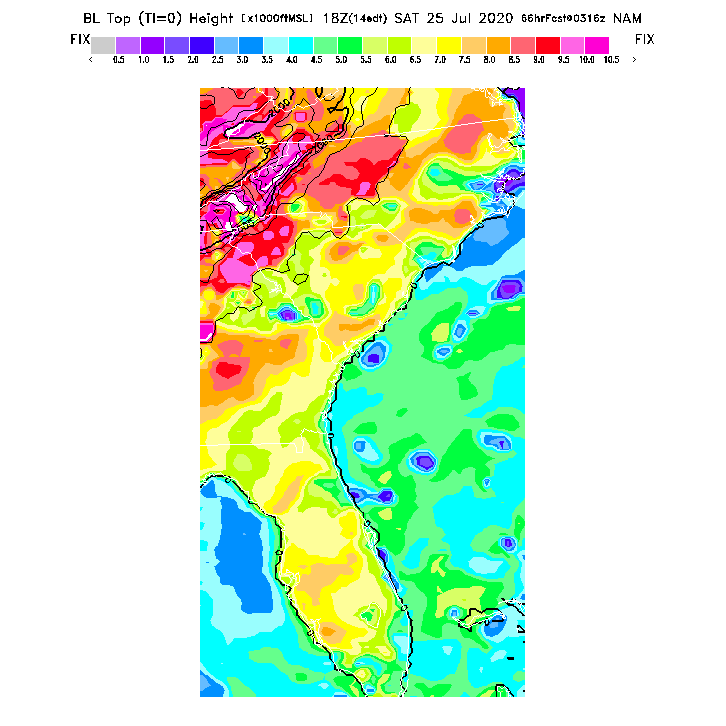 BL Top (TI=0) Height [x1000ftMSL] 18Z(14edt) SAT 25 Jul 2020 66hrFcst@0316z NAM
FIX FIX
< 0.5 1.0 1.5 2.0 2.5 3.0 3.5 4.0 4.5 5.0 5.5 6.0 6.5 7.0 7.5 8.0 8.5 9.0 9.5 10.0 10.5 >
2000